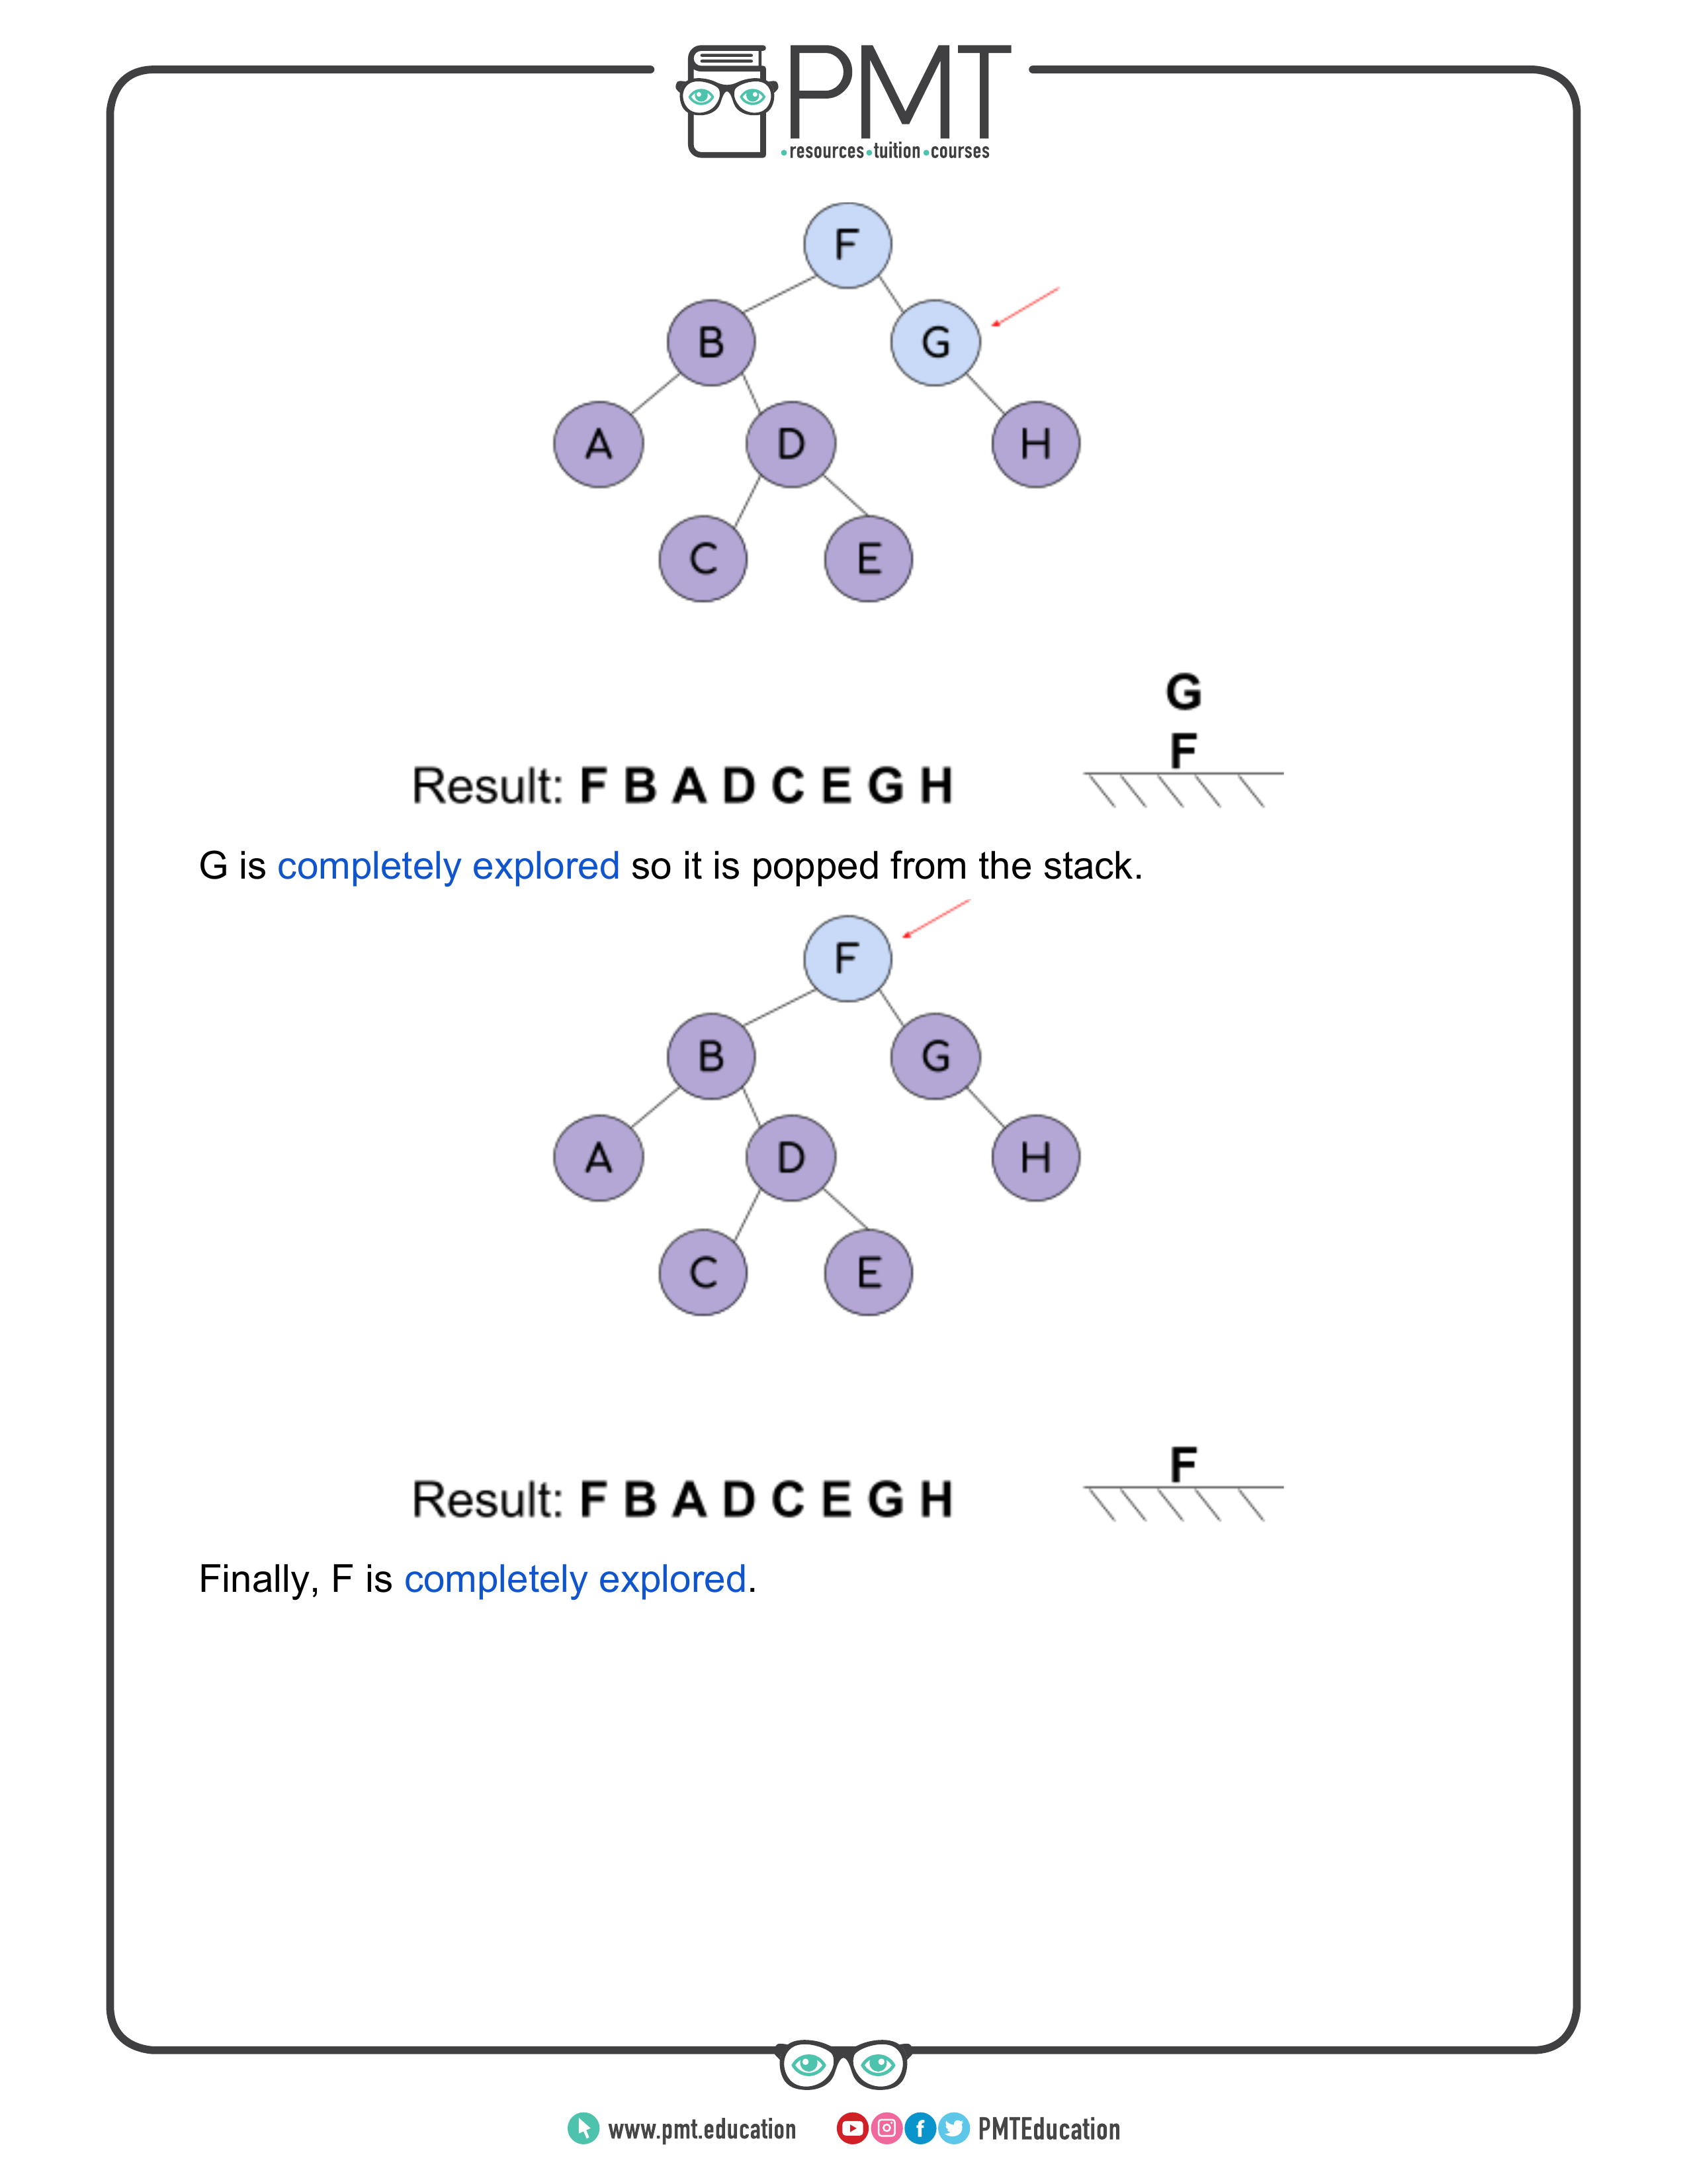 PMT
•resources•tuition•courses
F
B
G
A
D
H
C
E
G
F
Result: F B A D C E G H
G is completely explored so it is popped from the stack.
F
B
G
A
D
H
C
E
F
Result: F B A D C E G H
Finally, F is completely explored.
www.pmt.education PMTEducation